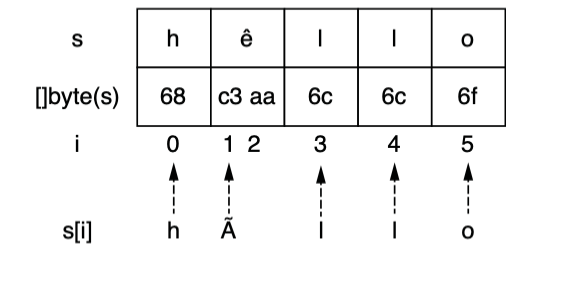 s h ê l l o
[]byte(s) 68 c3 aa 6c 6c 6f
i 0 1 2 3 4 5
s[i] h Ã l l o